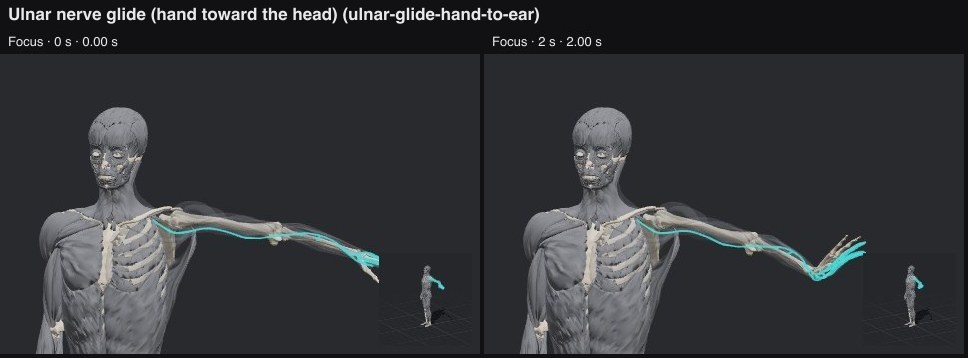 Ulnar nerve glide (hand toward the head) (ulnar-glide-hand-to-ear)
Focus · 0 s · 0.00 s
Focus · 2 s · 2.00 s